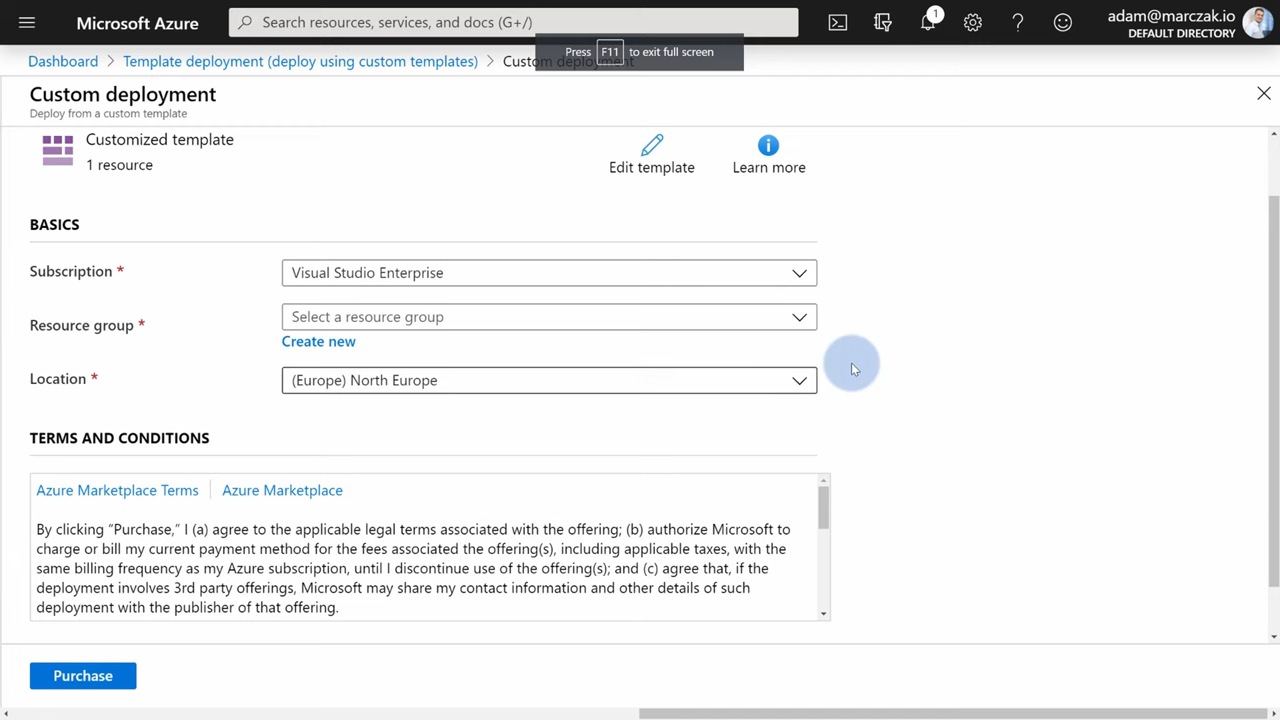 Microsoft Azure
Search resources, services, and docs (G+/)
1
adam@marczak.io
DEFAULT DIRECTORY
Press F11 to exit full screen
Dashboard > Template deployment (deploy using custom templates) > Custom deployment
Custom deployment
Deploy from a custom template
Customized template
1 resource
Edit template
Learn more
BASICS
Subscription *
Visual Studio Enterprise
Resource group *
Select a resource group
Create new
Location *
(Europe) North Europe
TERMS AND CONDITIONS
Azure Marketplace Terms | Azure Marketplace
By clicking “Purchase,” I (a) agree to the applicable legal terms associated with the offering; (b) authorize Microsoft to
charge or bill my current payment method for the fees associated the offering(s), including applicable taxes, with the
same billing frequency as my Azure subscription, until I discontinue use of the offering(s); and (c) agree that, if the
deployment involves 3rd party offerings, Microsoft may share my contact information and other details of such
deployment with the publisher of that offering.
Purchase